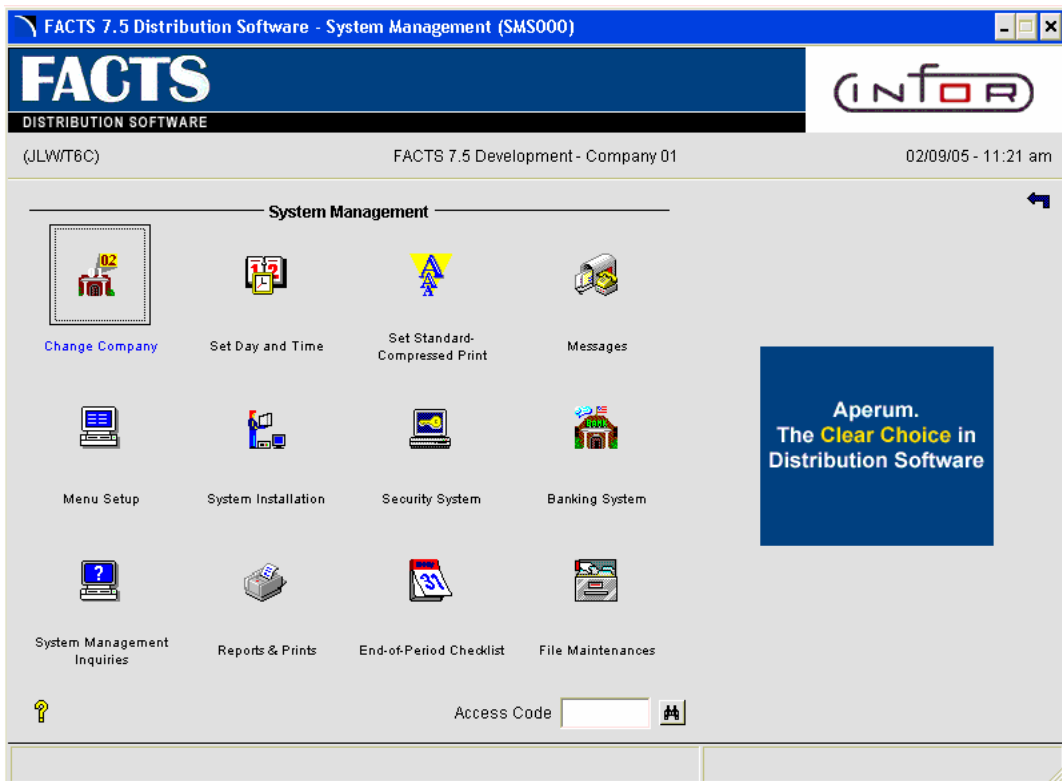 FACTS 7.5 Distribution Software - System Management (SMS000)
FACTS
DISTRIBUTION SOFTWARE
INFOR
(JLW/T6C)
FACTS 7.5 Development - Company 01
02/09/05 - 11:21 am
System Management
02
12
A
A
A A
Change Company
Set Day and Time
Set Standard-
Compressed Print
Messages
BANK
Menu Setup
System Installation
Security System
Banking System
Aperum.
The Clear Choice in
Distribution Software
?
31
System Management
Inquiries
Reports & Prints
End-of-Period Checklist
File Maintenances
?
Access Code